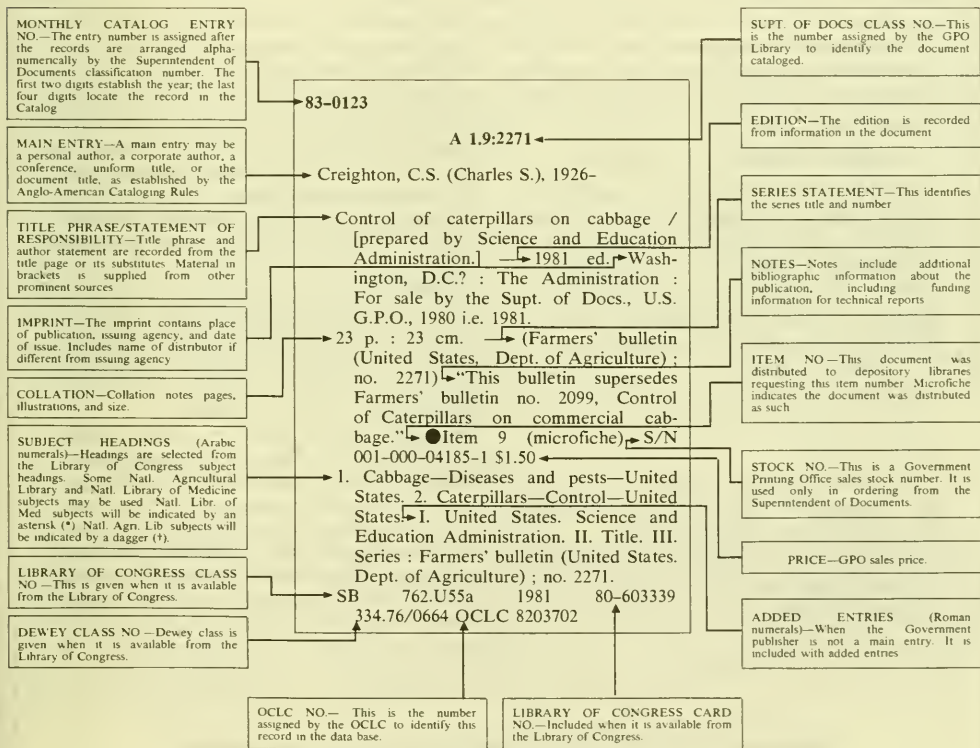 MONTHLY CATALOG ENTRY
NO.—The entry number is assigned after
the records are arranged alpha-
numerically by the Superintendent of
Documents classification number. The
first two digits establish the year; the last
four digits locate the record in the
Catalog
MAIN ENTRY—A main entry may be
a personal author, a corporate author, a
conference, uniform title, or the
document title, as established by the
Anglo-American Cataloging Rules
TITLE PHRASE/STATEMENT OF
RESPONSIBILITY—Title phrase and
author statement are recorded from the
title page or its substitutes Material in
brackets is supplied from other
prominent sources
IMPRINT—The imprint contains place
of publication, issuing agency, and date
of issue. Includes name of distributor if
different from issuing agency
COLLATION—Collation notes pages,
illustrations, and size.
SUBJECT HEADINGS (Arabic
numerals)—Headings are selected from
the Library of Congress subject
headings. Some Natl. Agricultural
Library and Natl. Library of Medicine
subjects may be used Natl. Libr. of
Med subjects will be indicated by an
asterisk (*) Natl. Agri. Lib subjects will
be indicated by a dagger (†).
LIBRARY OF CONGRESS CLASS
NO —This is given when it is available
from the Library of Congress.
DEWEY CLASS NO —Dewey class is
given when it is available from the
Library of Congress.
83-0123
A 1.9:2271
Creighton, C.S. (Charles S.), 1926-
Control of caterpillars on cabbage /
[prepared by Science and Education
Administration.] — 1981 ed. Wash-
ington, D.C.? : The Administration :
For sale by the Supt. of Docs., U.S.
G.P.O., 1980 i.e. 1981.
23 p. : 23 cm. — (Farmers' bulletin
(United States, Dept. of Agriculture) ;
no. 2271) “This bulletin supersedes
Farmers' bulletin no. 2099, Control
of Caterpillars on commercial cab-
bage.” ●Item 9 (microfiche) S/N
001-000-04185-1 $1.50
1. Cabbage—Diseases and pests—United
States. 2. Caterpillars—Control—United
States. I. United States. Science and
Education Administration. II. Title. III.
Series : Farmers' bulletin (United States.
Dept. of Agriculture) ; no. 2271.
SB 762.U55a 1981 80-603339
334.76/0664 OCLC 8203702
SUPT. OF DOCS CLASS NO.—This
is the number assigned by the GPO
Library to identify the document
cataloged.
EDITION—The edition is recorded
from information in the document
SERIES STATEMENT—This identifies
the series title and number
NOTES—Notes include additional
bibliographic information about the
publication, including funding
information for technical reports
ITEM NO —This document was
distributed to depository libraries
requesting this item number Microfiche
indicates the document was distributed
as such
STOCK NO.—This is a Government
Printing Office sales stock number. It is
used only in ordering from the
Superintendent of Documents.
PRICE—GPO sales price.
ADDED ENTRIES (Roman
numerals)—When the Government
publisher is not a main entry. It is
included with added entries
OCLC NO.— This is the number
assigned by the OCLC to identify this
record in the data base.
LIBRARY OF CONGRESS CARD
NO.—Included when it is available from
the Library of Congress.